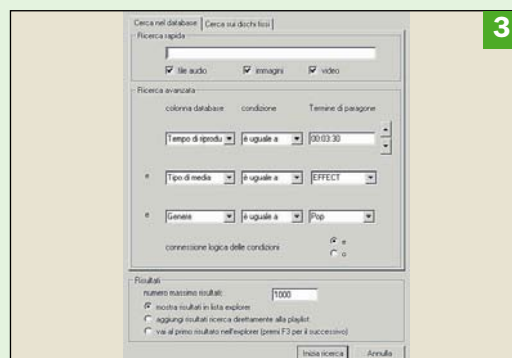 3
Cerca nel database Cerca sui dischi fissi
Ricerca rapida
file audio immagini video
Ricerca avanzata
colonna database condizione Termine di paragone
Tempo di riprodu è uguale a 00:03:30
e Tipo di media è uguale a EFFECT
e Genere è uguale a Pop
connessione logica delle condizioni e
o
Risultati
numero massimo risultati: 1000
mostra risultati in lista explorer
aggiungi risultati ricerca direttamente alla playlist
vai al primo risultato nell'explorer (premi F3 per il successivo)
Inizia ricerca Annulla